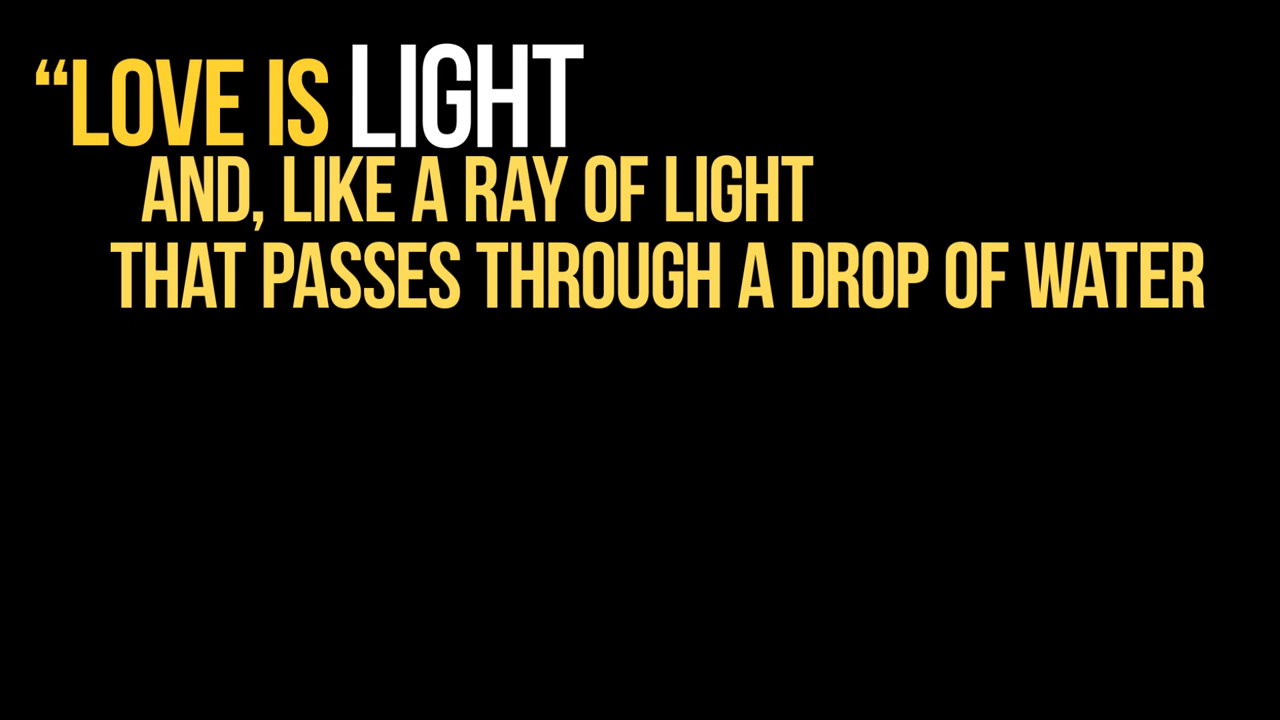 “LOVE IS LIGHT
AND, LIKE A RAY OF LIGHT
THAT PASSES THROUGH A DROP OF WATER